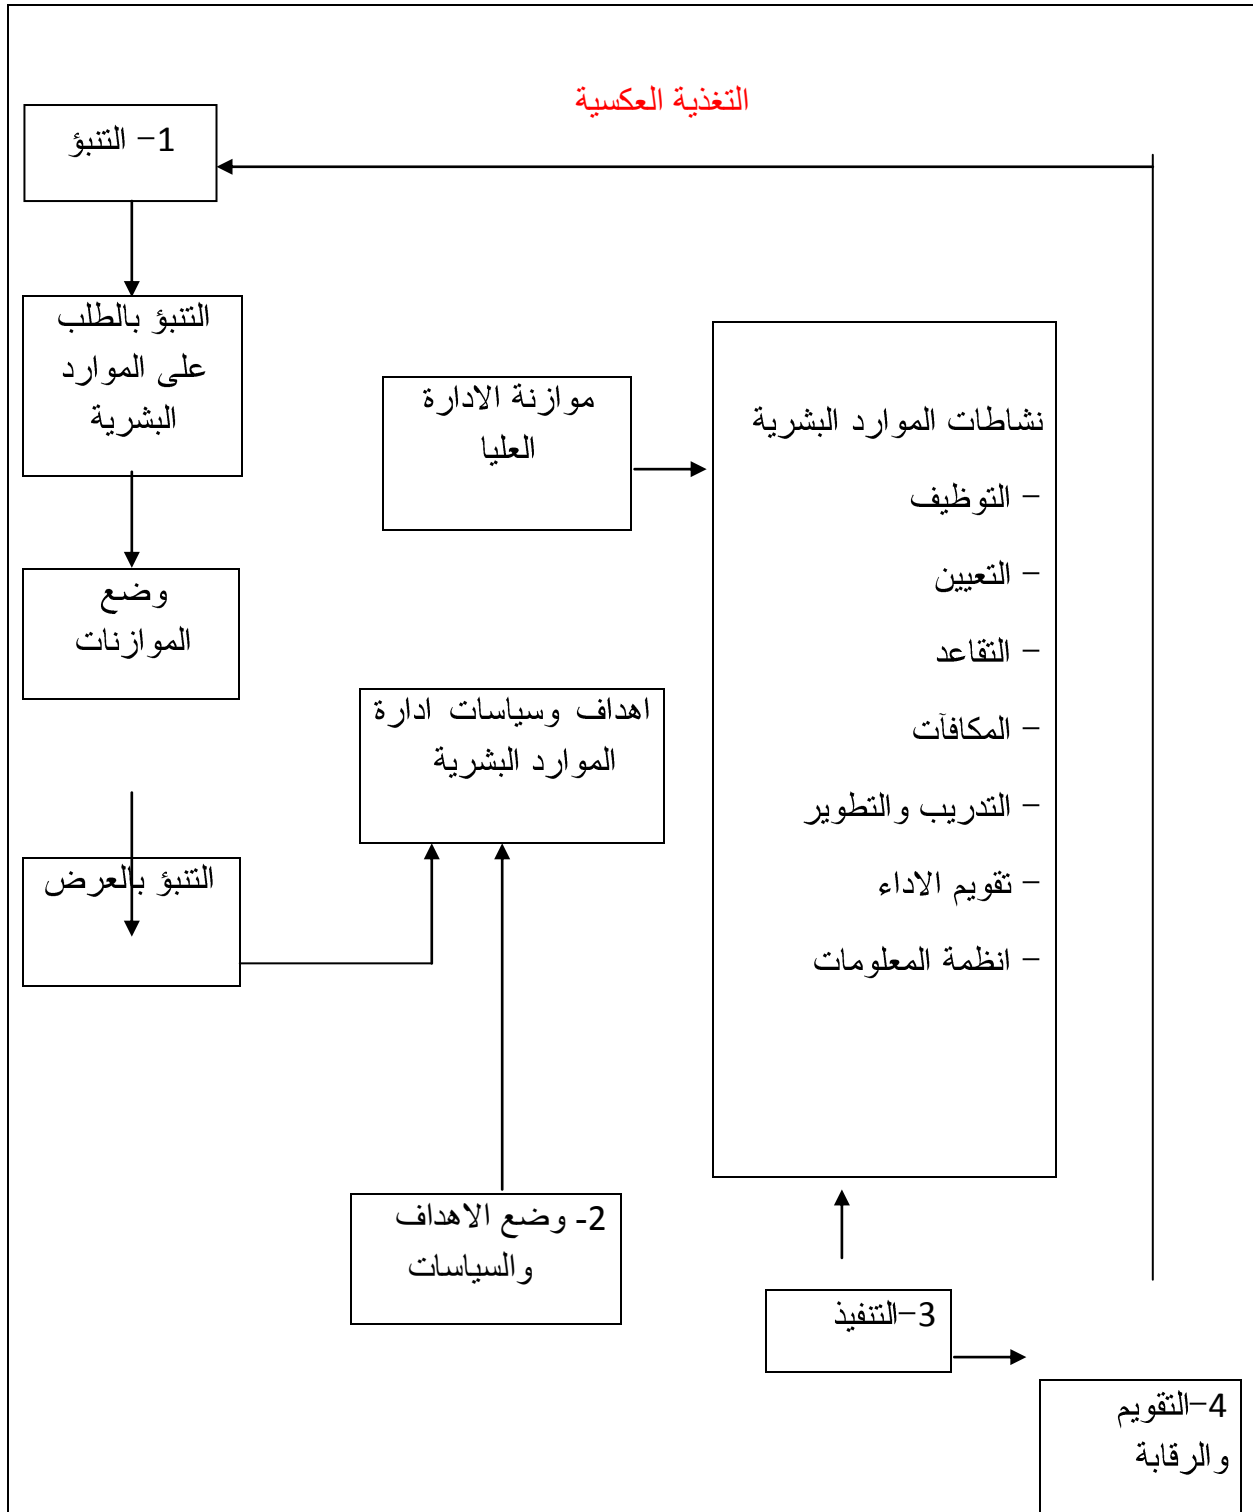 التغذية العكسية
1– التنبؤ
التنبؤ بالطلب
على الموارد
البشرية
وضع
الموازنات
التنبؤ بالعرض
موازنة الادارة
العليا
اهداف وسياسات ادارة
الموارد البشرية
2- وضع الاهداف
والسياسات
نشاطات الموارد البشرية
– التوظيف
– التعيين
– التقاعد
– المكافآت
– التدريب والتطوير
– تقويم الاداء
– انظمة المعلومات
3–التنفيذ
4–التقويم
والرقابة